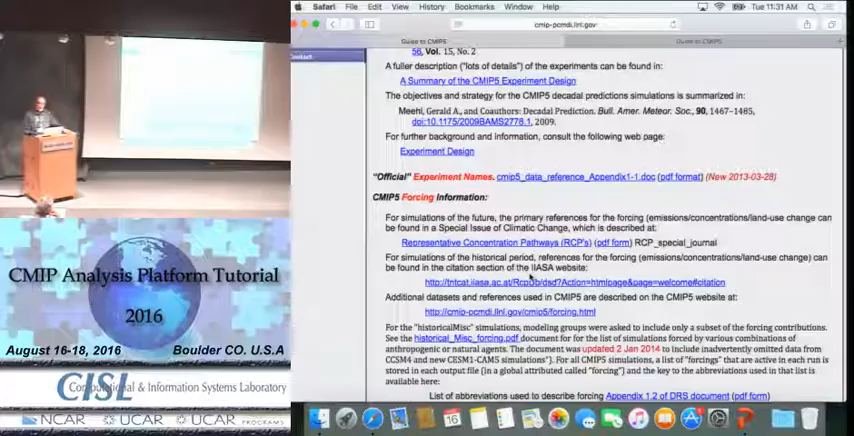 Safari File Edit View History Bookmarks Window Help
Tue 11:31 AM
cmip-pcmdi.llnl.gov
Guide to CMIP5
Guide to CMIP5
Contact
56, Vol. 15, No. 2
A fuller description ("lots of details") of the experiments can be found in:
A Summary of the CMIP5 Experiment Design
The objectives and strategy for the CMIP5 decadal predictions simulations is summarized in:
Meehl, Gerald A., and Coauthors: Decadal Prediction. Bull. Amer. Meteor. Soc., 90, 1467–1485,
doi:10.1175/2009BAMS2778.1, 2009.
For further background and information, consult the following web page:
Experiment Design
"Official" Experiment Names. cmip5_data_reference_Appendix1-1.doc (pdf format) (New 2013-03-28)
CMIP5 Forcing Information:
For simulations of the future, the primary references for the forcing (emissions/concentrations/land-use change can
be found in a Special Issue of Climatic Change, which is described at:
Representative Concentration Pathways (RCP's) (pdf form) RCP_special_journal
For simulations of the historical period, references for the forcing (emissions/concentrations/land-use change) can
be found in the citation section of the IIASA website:
http://tntcat.iiasa.ac.at/RcpDb/dsd?Action=htmlpage&page=welcome#citation
Additional datasets and references used in CMIP5 are described on the CMIP5 website at:
http://cmip-pcmdi.llnl.gov/cmip5/forcing.html
For the "historicalMisc" simulations, modeling groups were asked to include only a subset of the forcing contributions.
See the historical_Misc_forcing.pdf document for for the list of simulations forced by various combinations of
anthropogenic or natural agents. The document was updated 2 Jan 2014 to include inadvertently omitted data from
CCSM4 and new CESM1-CAM5 simulations"). For all CMIP5 simulations, a list of "forcings" that are active in each run is
stored in each output file (in a global attributed called "forcing") and the key to the abbreviations used in that list is
available here:
List of abbreviations used to describe forcing Appendix 1.2 of DRS document (pdf form)
CMIP Analysis Platform Tutorial
2016
August 16-18, 2016 Boulder CO. U.S.A
CISL Computational & Information Systems Laboratory
NCAR UCAR UCAR PROGRAMS
16